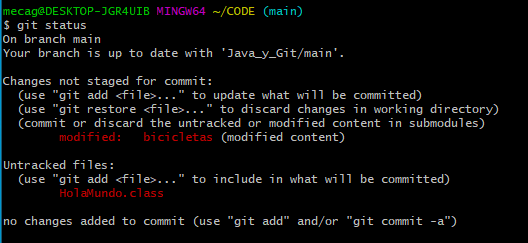 mecag@DESKTOP-JGR4UIB MINGW64 ~/CODE (main)
$ git status
On branch main
Your branch is up to date with 'Java_y_Git/main'.

Changes not staged for commit:
  (use "git add <file>..." to update what will be committed)
  (use "git restore <file>..." to discard changes in working directory)
  (commit or discard the untracked or modified content in submodules)
        modified:   bicicletas (modified content)

Untracked files:
  (use "git add <file>..." to include in what will be committed)
        HolaMundo.class

no changes added to commit (use "git add" and/or "git commit -a")